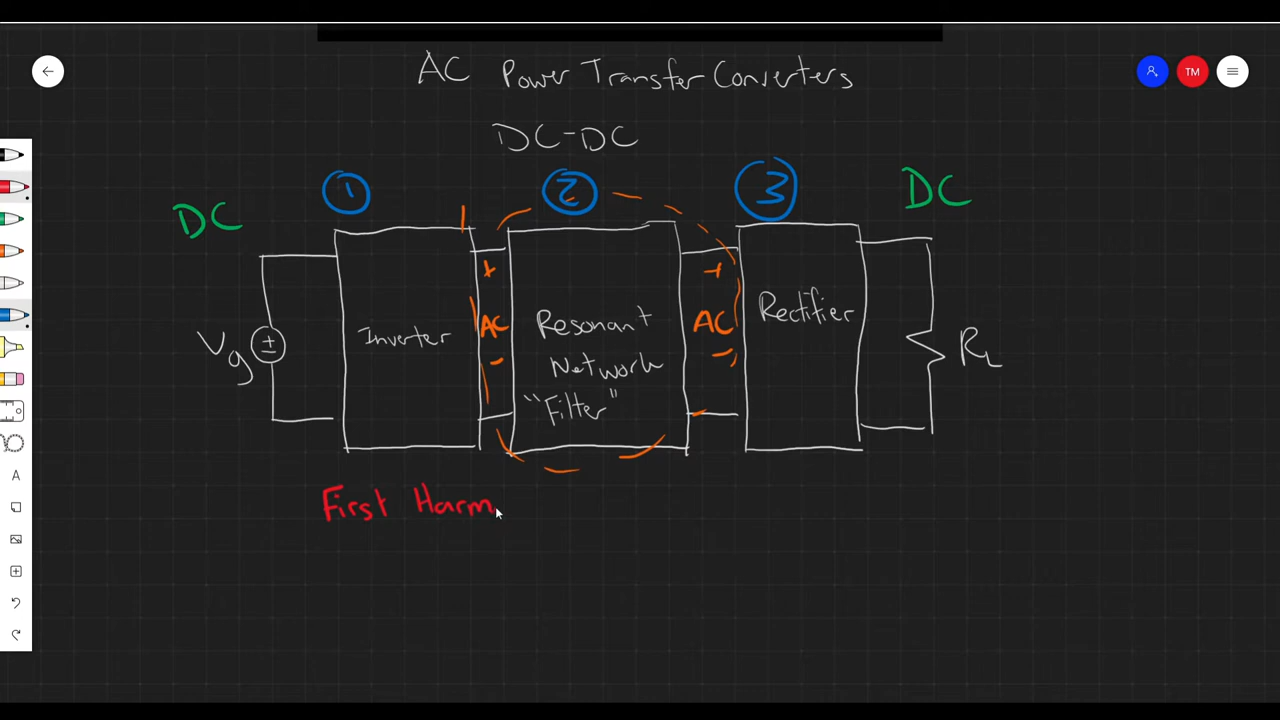 AC Power Transfer Converters
DC-DC
1 2 3
DC DC
+ +
Vg ± Inverter AC Resonant AC Rectifier RL
Network
- -
"Filter"
First Harm
TM
A